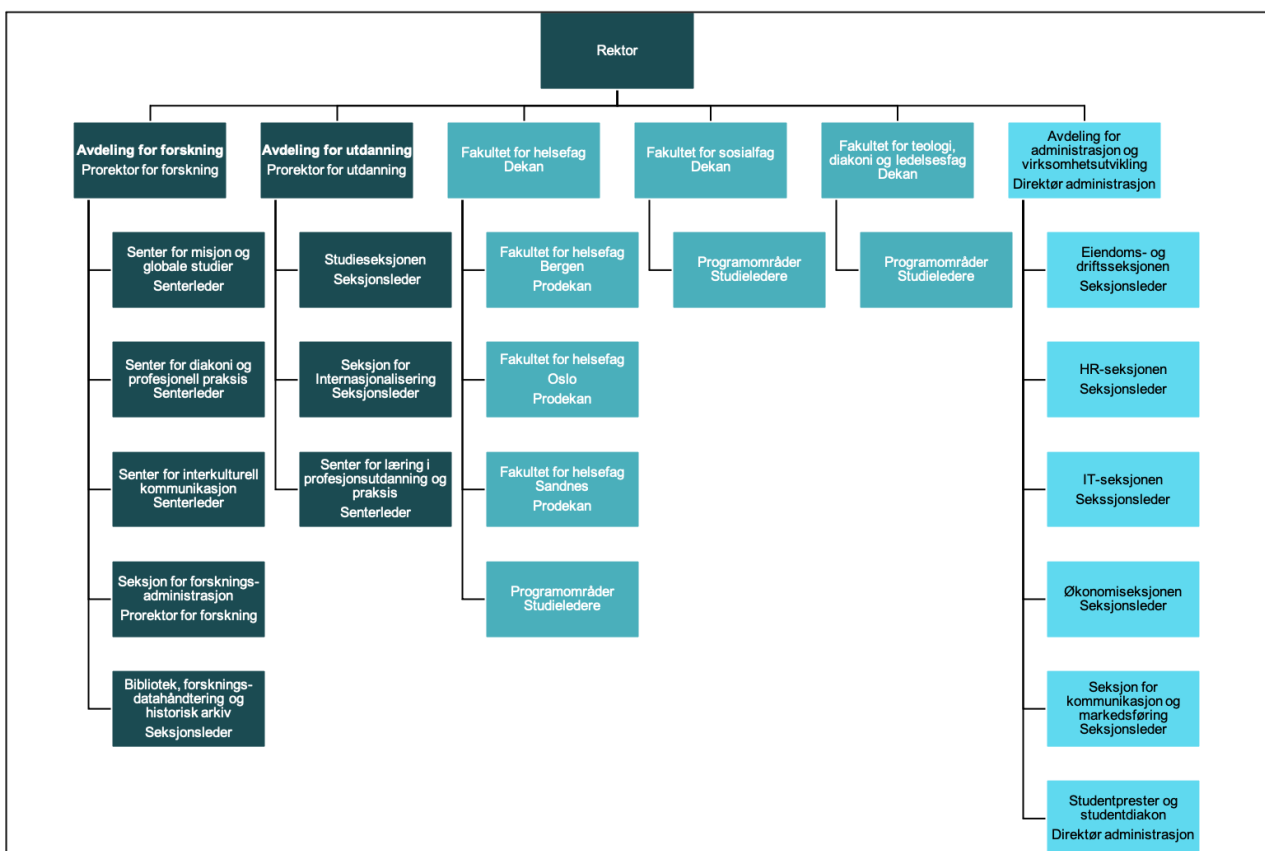 Rektor
Avdeling for forskning
Prorektor for forskning
Avdeling for utdanning
Prorektor for utdanning
Fakultet for helsefag
Dekan
Fakultet for sosialfag
Dekan
Fakultet for teologi,
diakoni og ledelsesfag
Dekan
Avdeling for
administrasjon og
virksomhetsutvikling
Direktør administrasjon
Senter for misjon og
globale studier
Senterleder
Senter for diakoni og
profesjonell praksis
Senterleder
Senter for interkulturell
kommunikasjon
Senterleder
Seksjon for forsknings-
administrasjon
Prorektor for forskning
Bibliotek, forsknings-
datahåndtering og
historisk arkiv
Seksjonsleder
Studieseksjonen
Seksjonsleder
Seksjon for
Internasjonalisering
Seksjonsleder
Senter for læring i
profesjonsutdanning og
praksis
Senterleder
Fakultet for helsefag
Bergen
Prodekan
Fakultet for helsefag
Oslo
Prodekan
Fakultet for helsefag
Sandnes
Prodekan
Programområder
Studieledere
Programområder
Studieledere
Programområder
Studieledere
Eiendoms- og
driftsseksjonen
Seksjonsleder
HR-seksjonen
Seksjonsleder
IT-seksjonen
Sekssjonsleder
Økonomiseksjonen
Seksjonsleder
Seksjon for
kommunikasjon og
markedsføring
Seksjonsleder
Studentprester og
studentdiakon
Direktør administrasjon